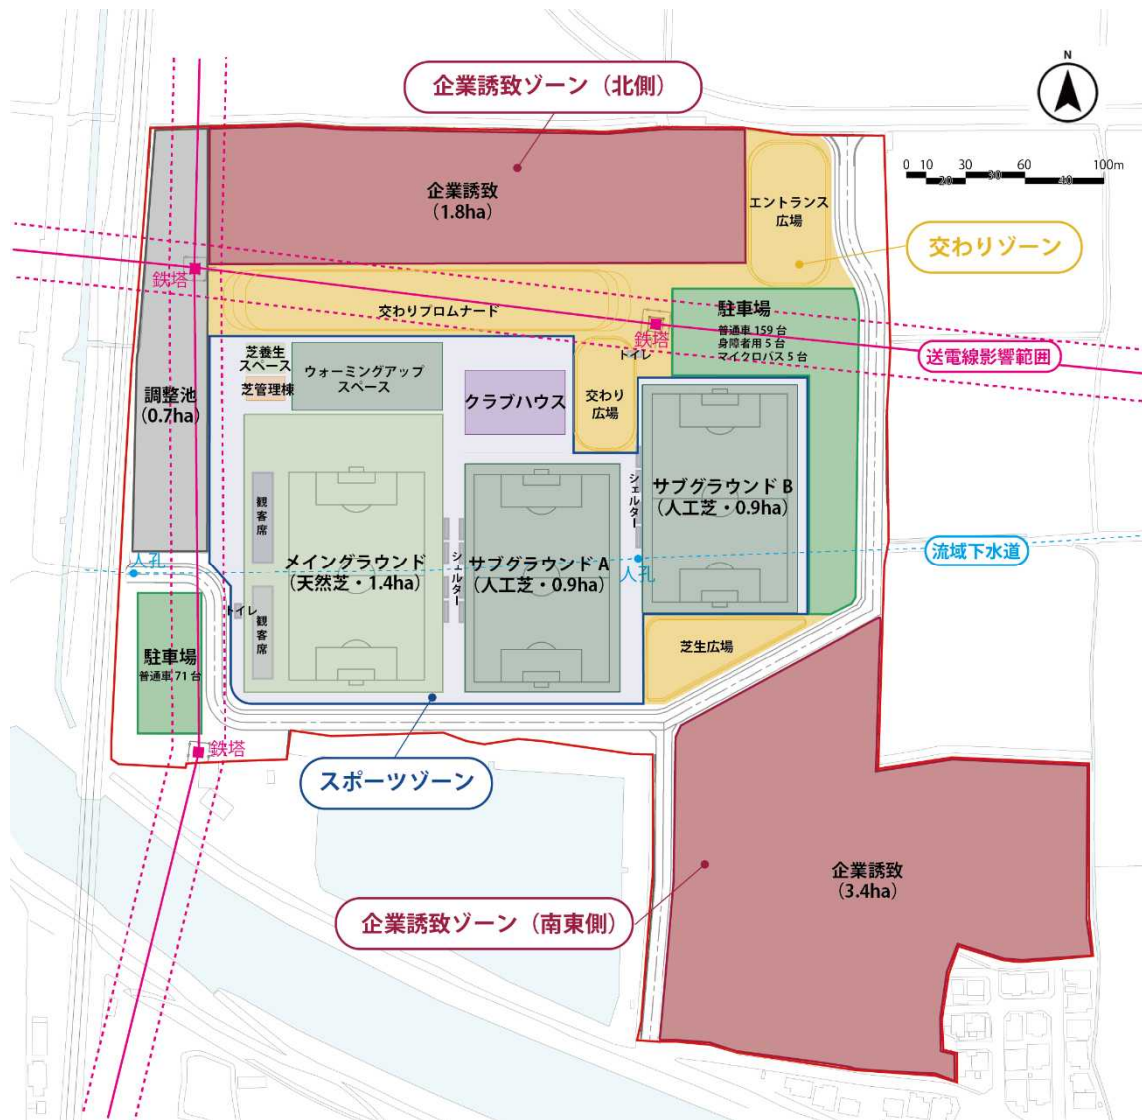 N
企業誘致ゾーン（北側）
0 10 30 60 100m
20 30 40
企業誘致
（1.8ha）
エントランス
広場
交わりゾーン
鉄塔
交わりプロムナード
駐車場
普通車 159 台
身障者用 5 台
マイクロバス 5 台
鉄塔
トイレ
送電線影響範囲
芝養生
スペース
芝管理棟
ウォーミングアップ
スペース
クラブハウス
交わり
広場
調整池
（0.7ha）
観客席
シェルター
サブグラウンド B
（人工芝・0.9ha）
メイングラウンド
（天然芝・1.4ha）
シェルター
サブグラウンド A
（人工芝・0.9ha）
人孔
人孔
流域下水道
トイレ
観客席
駐車場
普通車 71 台
芝生広場
鉄塔
スポーツゾーン
企業誘致
（3.4ha）
企業誘致ゾーン（南東側）